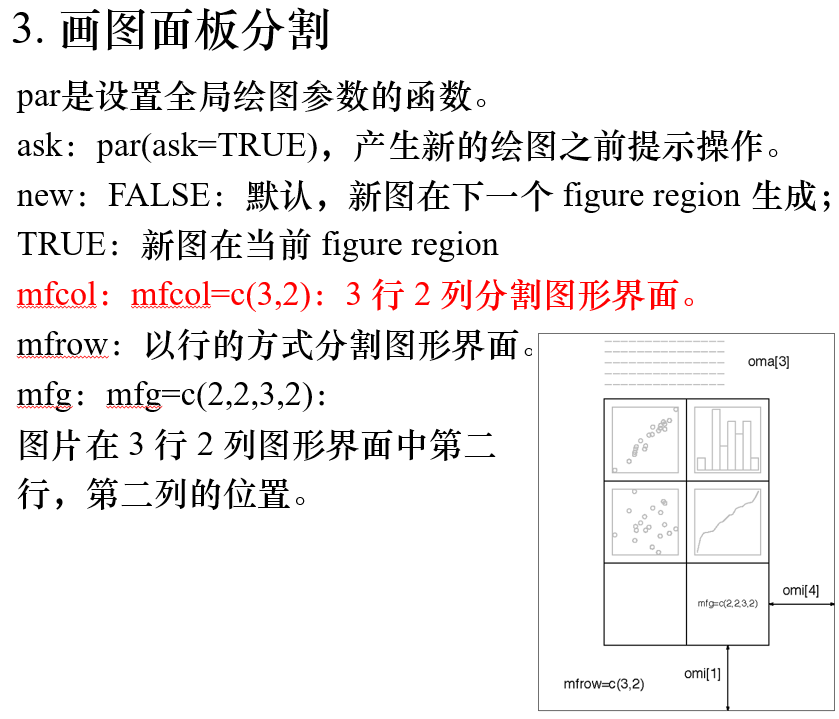 3. 画图面板分割
par是设置全局绘图参数的函数。
ask：par(ask=TRUE)，产生新的绘图之前提示操作。
new：FALSE：默认，新图在下一个 figure region 生成；
TRUE：新图在当前 figure region
mfcol：mfcol=c(3,2)：3 行 2 列分割图形界面。
mfrow：以行的方式分割图形界面。
mfg：mfg=c(2,2,3,2)：
图片在 3 行 2 列图形界面中第二
行，第二列的位置。
oma[3]
omi[4]
mfg=c(2,2,3,2)
omi[1]
mfrow=c(3,2)